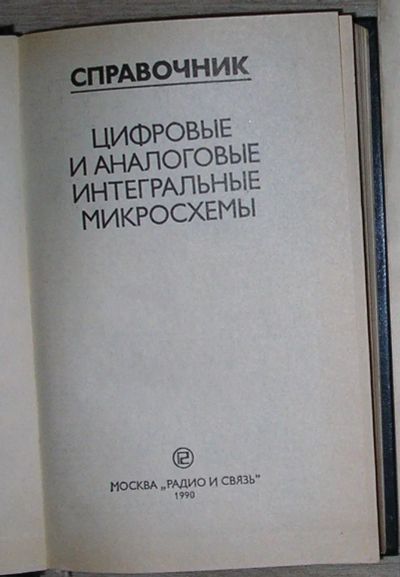 СПРАВОЧНИК
ЦИФРОВЫЕ
И АНАЛОГОВЫЕ
ИНТЕГРАЛЬНЫЕ
МИКРОСХЕМЫ
МОСКВА „РАДИО И СВЯЗЬ"
1990